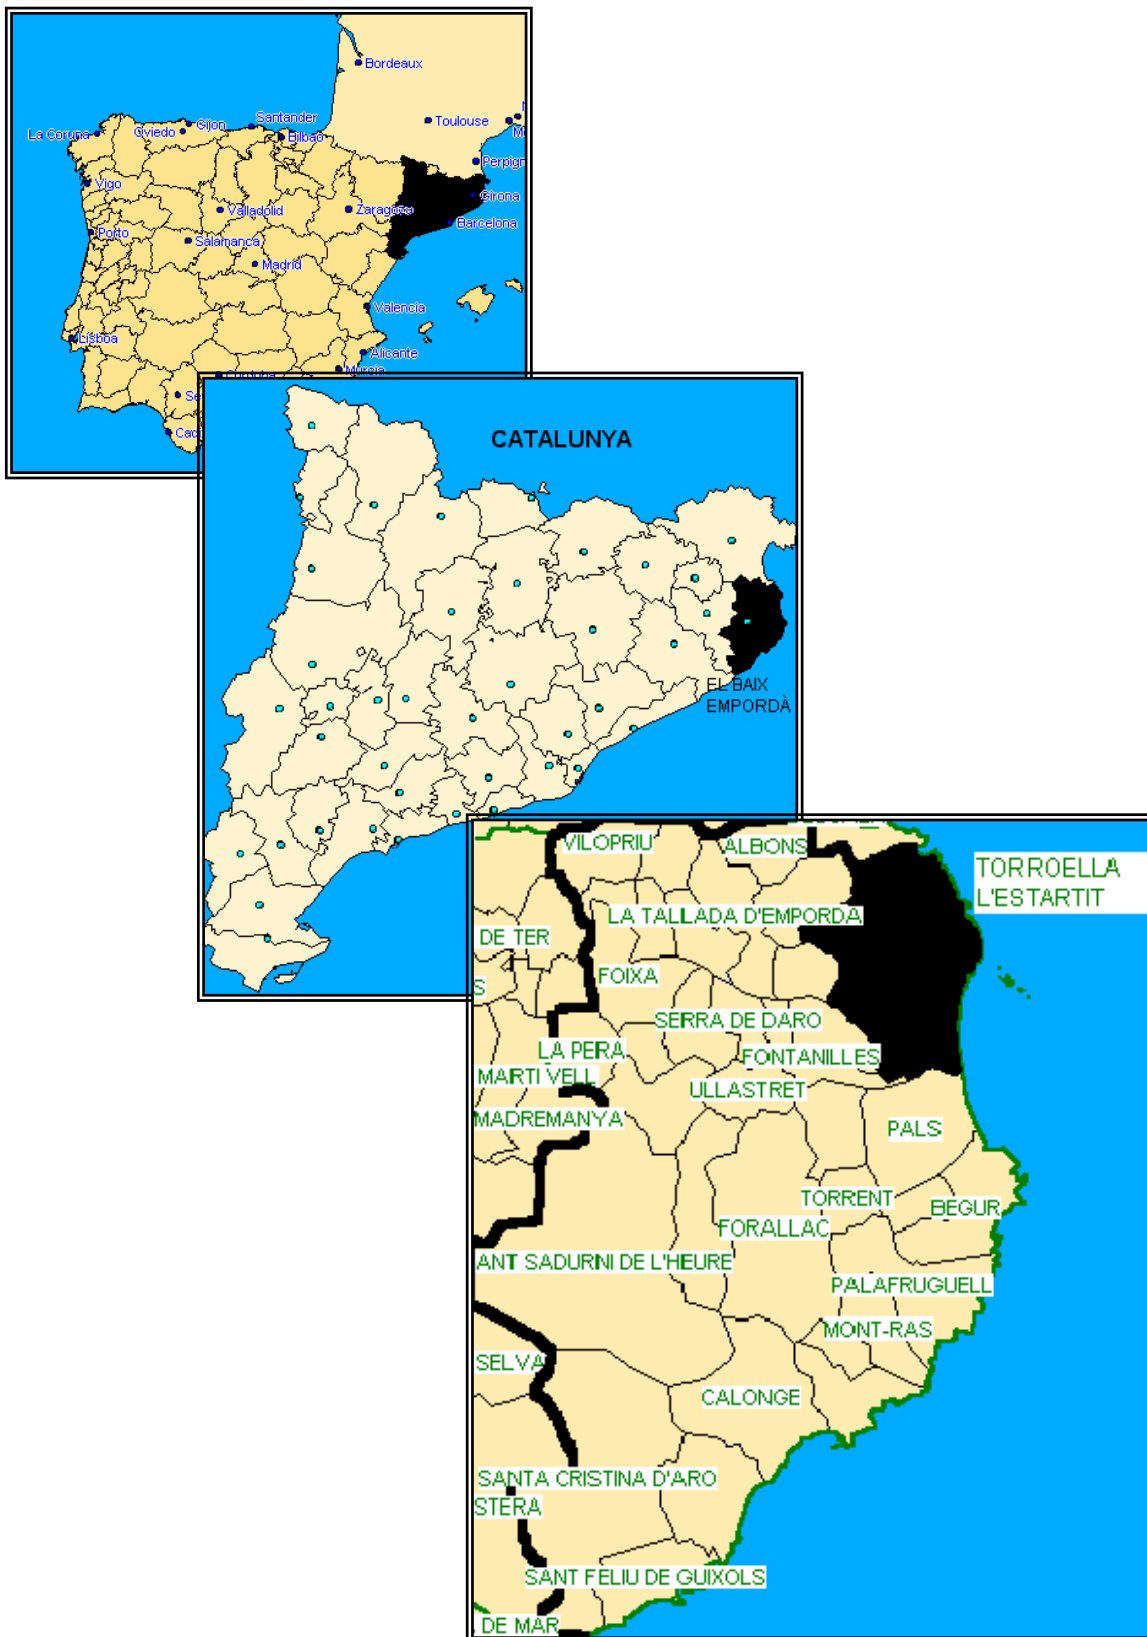 Bordeaux
Toulouse
Santander
Gijon
La Coruna
Oviedo
Bilbao
Perpign
Vigo
Girona
Valladolid
Zaragoza
Barcelona
Porto
Salamanca
Madrid
Valencia
Lisboa
Alicante
Murcia
Se
CATALUNYA
EL BAIX
EMPORDÀ
VILOPRIU
ALBONS
TORROELLA
L'ESTARTIT
LA TALLADA D'EMPORDA
DE TER
FOIXA
S
SERRA DE DARO
LA PERA
FONTANILLES
MARTI VELL
ULLASTRET
MADREMANYA
PALS
TORRENT
BEGUR
FORALLAC
ANT SADURNI DE L'HEURE
PALAFRUGUELL
MONT-RAS
SELVA
CALONGE
SANTA CRISTINA D'ARO
STERA
SANT FELIU DE GUIXOLS
DE MAR